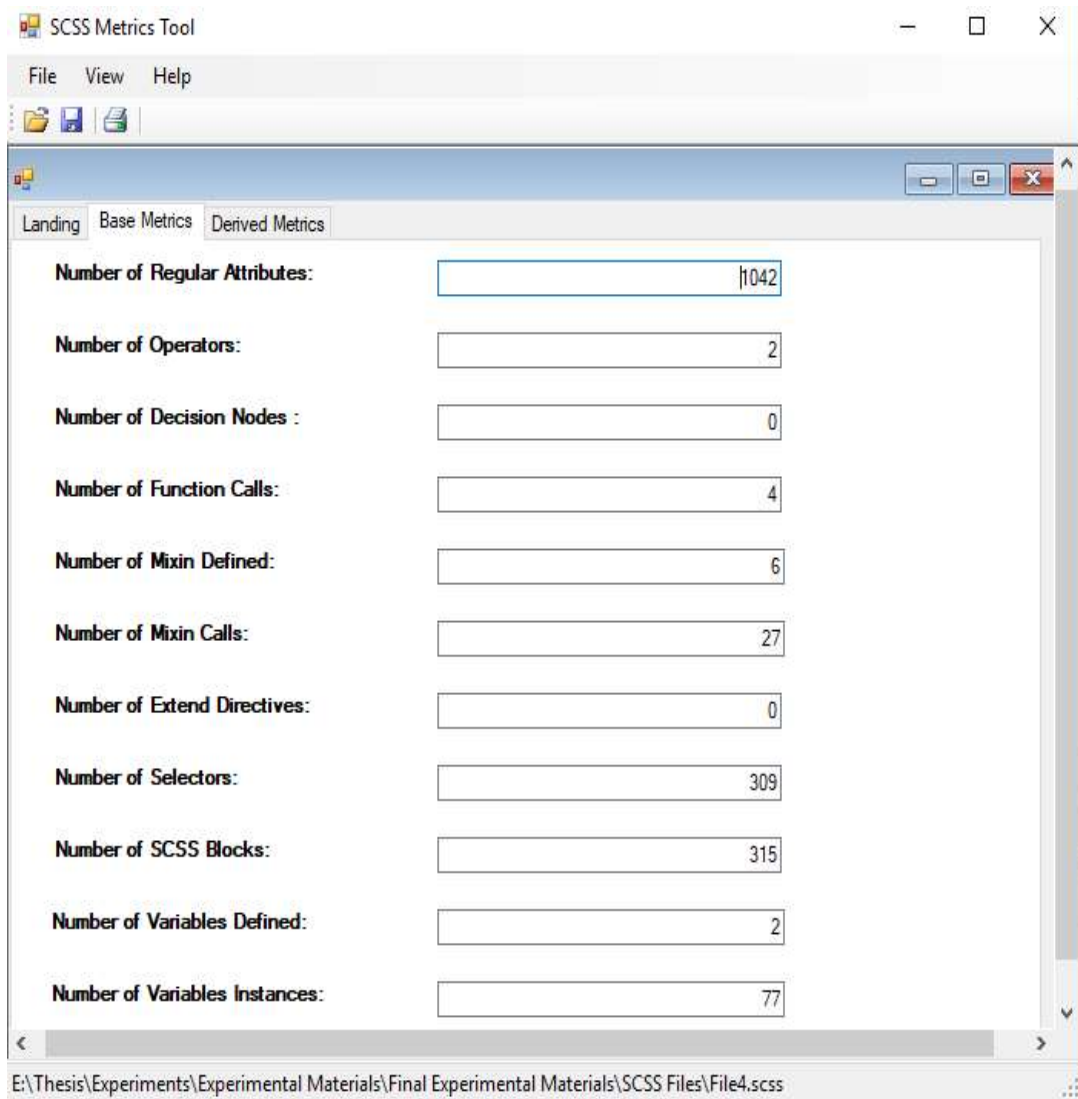 SCSS Metrics Tool
File View Help
Landing Base Metrics Derived Metrics
Number of Regular Attributes: 1042
Number of Operators: 2
Number of Decision Nodes : 0
Number of Function Calls: 4
Number of Mixin Defined: 6
Number of Mixin Calls: 27
Number of Extend Directives: 0
Number of Selectors: 309
Number of SCSS Blocks: 315
Number of Variables Defined: 2
Number of Variables Instances: 77
E:\Thesis\Experiments\Experimental Materials\Final Experimental Materials\SCSS Files\File4.scss